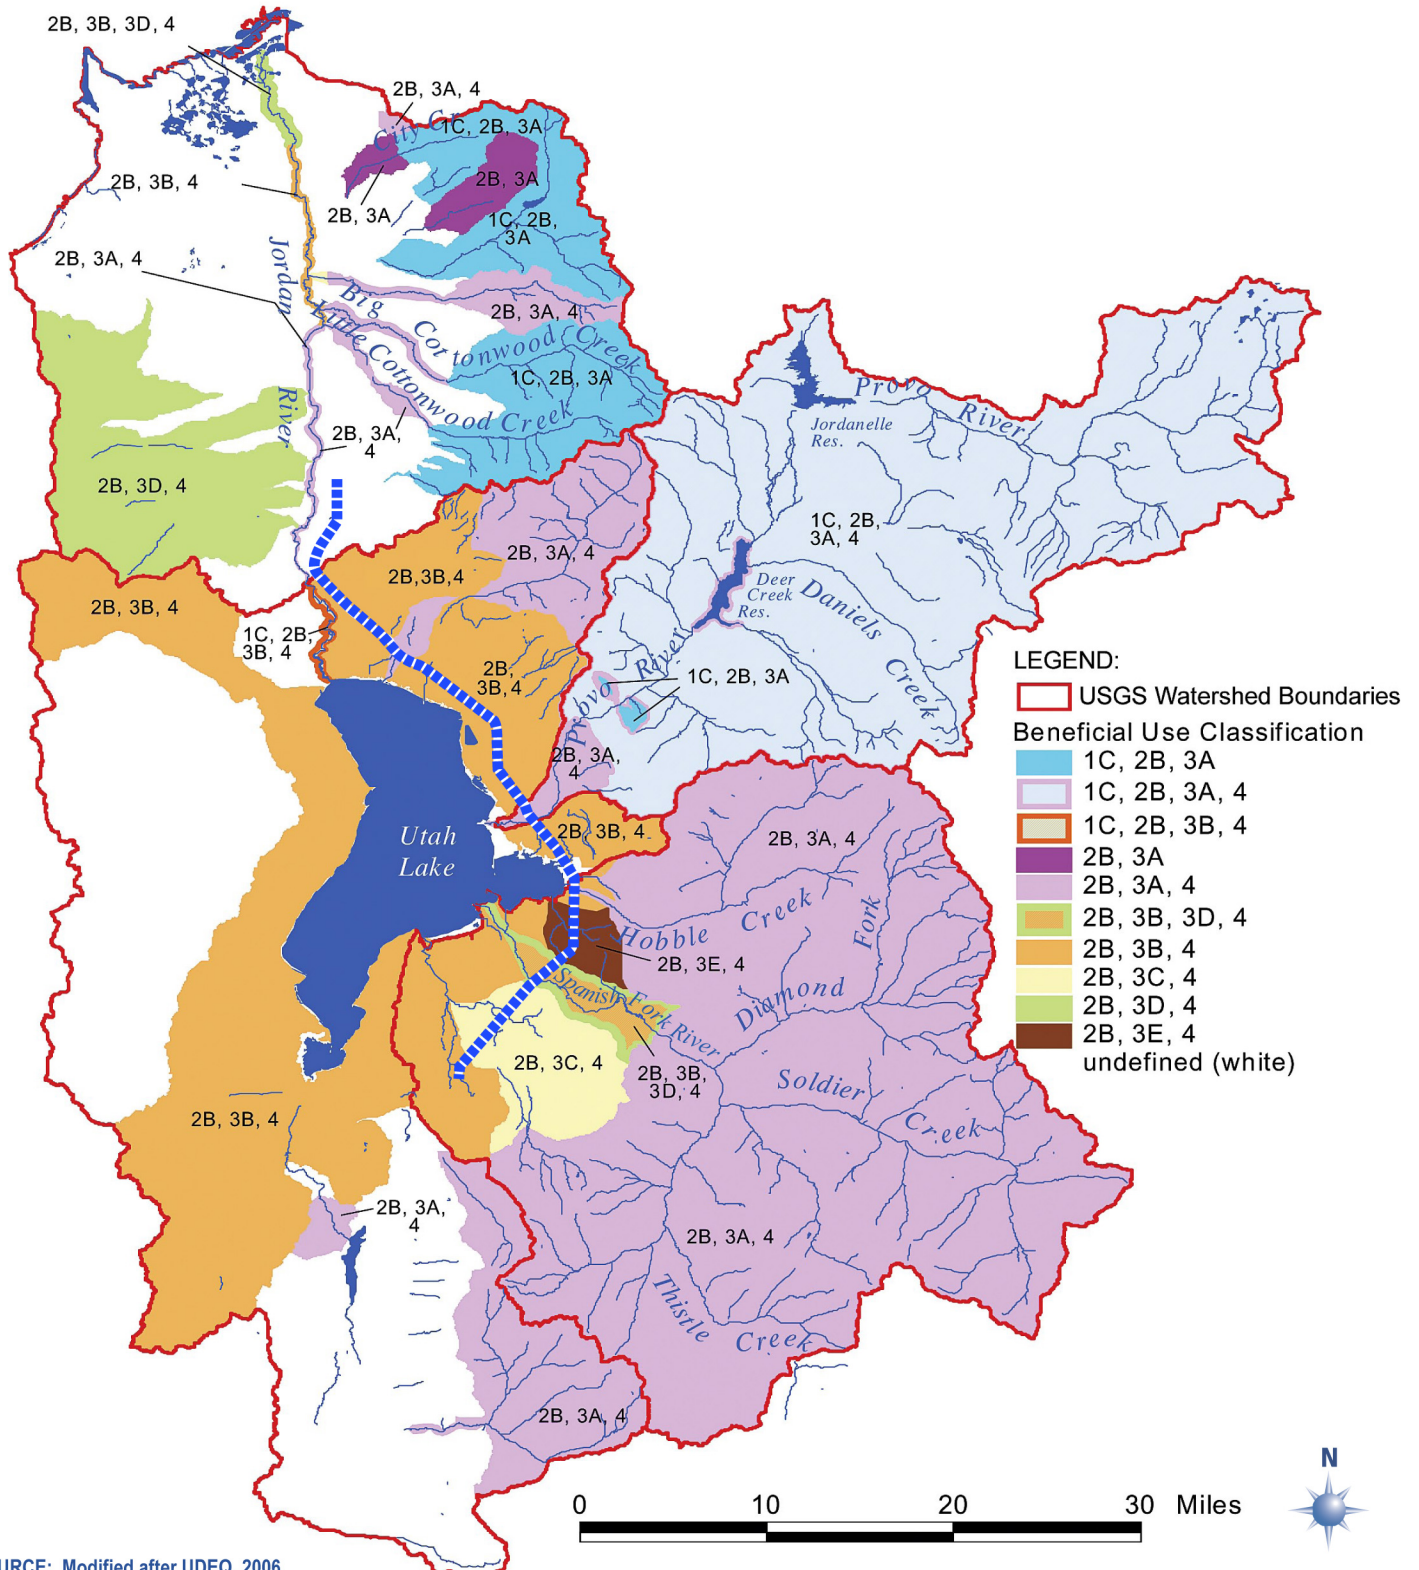 2B, 3B, 3D, 4
2B, 3A, 4
City Cr
1C, 2B, 3A
2B, 3A
2B, 3B, 4
2B, 3A
1C, 2B,
3A
2B, 3A, 4
Jordan
River
Big Cottonwood Creek
2B, 3A, 4
Little Cottonwood Creek
1C, 2B, 3A
2B, 3A,
4
2B, 3D, 4
Provo River
Jordanelle
Res.
1C, 2B,
3A, 4
2B, 3A, 4
2B,3B,4
2B, 3B, 4
1C, 2B,
3B, 4
Deer
Creek
Res.
Daniels
Creek
2B,
3B, 4
Provo River
1C, 2B, 3A
2B, 3A,
4
LEGEND:
USGS Watershed Boundaries
Beneficial Use Classification
1C, 2B, 3A
1C, 2B, 3A, 4
1C, 2B, 3B, 4
2B, 3A
2B, 3A, 4
2B, 3B, 3D, 4
2B, 3B, 4
2B, 3C, 4
2B, 3D, 4
2B, 3E, 4
undefined (white)
Utah
Lake
2B, 3B, 4
2B, 3A, 4
Hobble Creek
2B, 3E, 4
Diamond Fork
Spanish Fork River
2B, 3C, 4
2B, 3B,
3D, 4
Soldier
Creek
2B, 3B, 4
2B, 3A,
4
2B, 3A, 4
Thistle
Creek
2B, 3A, 4
0 10 20 30 Miles
N
URCE: Modified after UDEQ, 2006